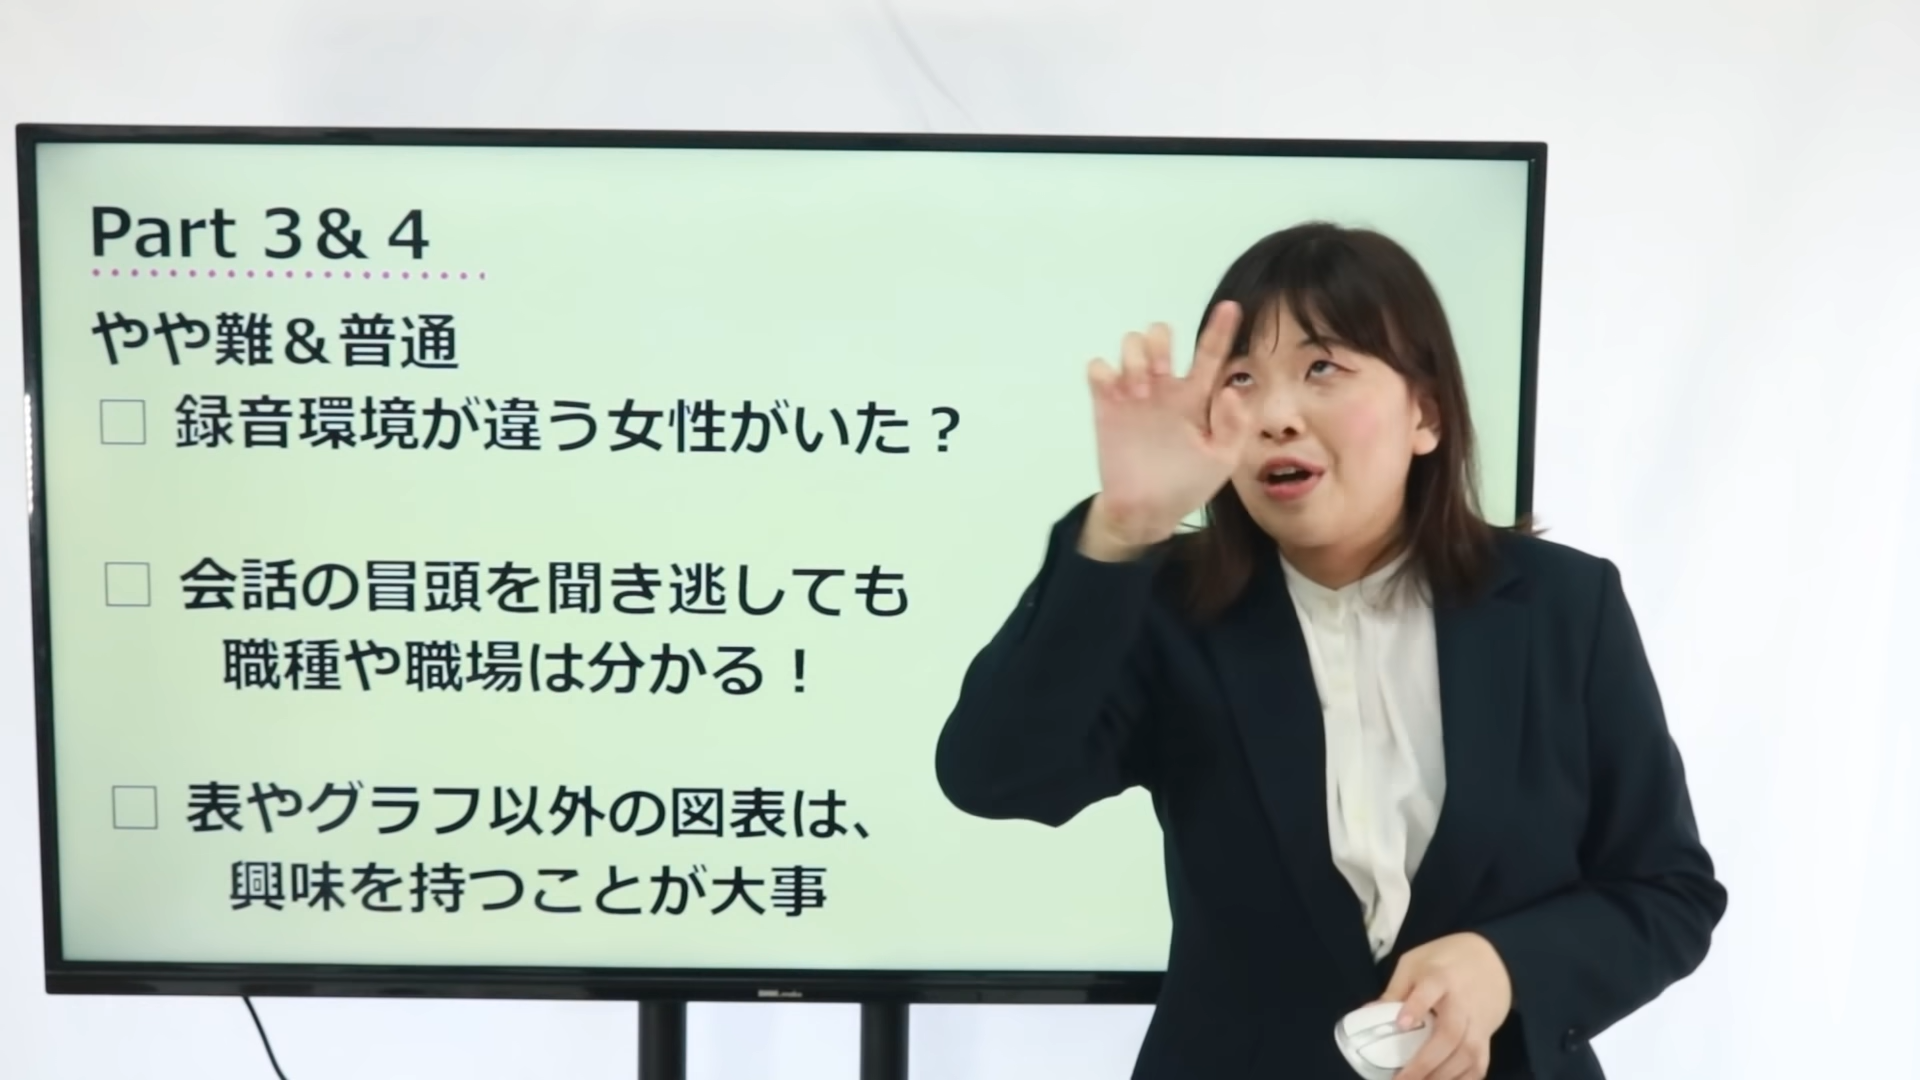 Part 3&4
やや難&普通
□ 録音環境が違う女性がいた?
□ 会話の冒頭を聞き逃しても
職種や職場は分かる!
□ 表やグラフ以外の図表は、
興味を持つことが大事